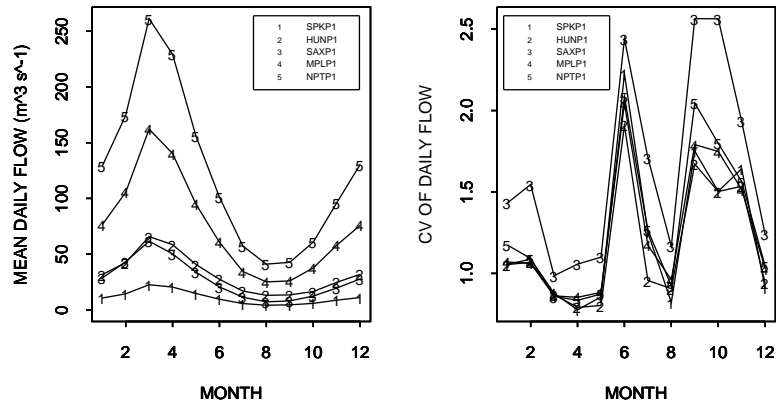 MEAN DAILY FLOW (m^3 s^-1)
250
200
150
100
50
0
1 SPKP1
2 HUNP1
3 SAXP1
4 MPLP1
5 NPTP1
2 4 6 8 10 12
MONTH
CV OF DAILY FLOW
2.5
2.0
1.5
1.0
1 SPKP1
2 HUNP1
3 SAXP1
4 MPLP1
5 NPTP1
2 4 6 8 10 12
MONTH